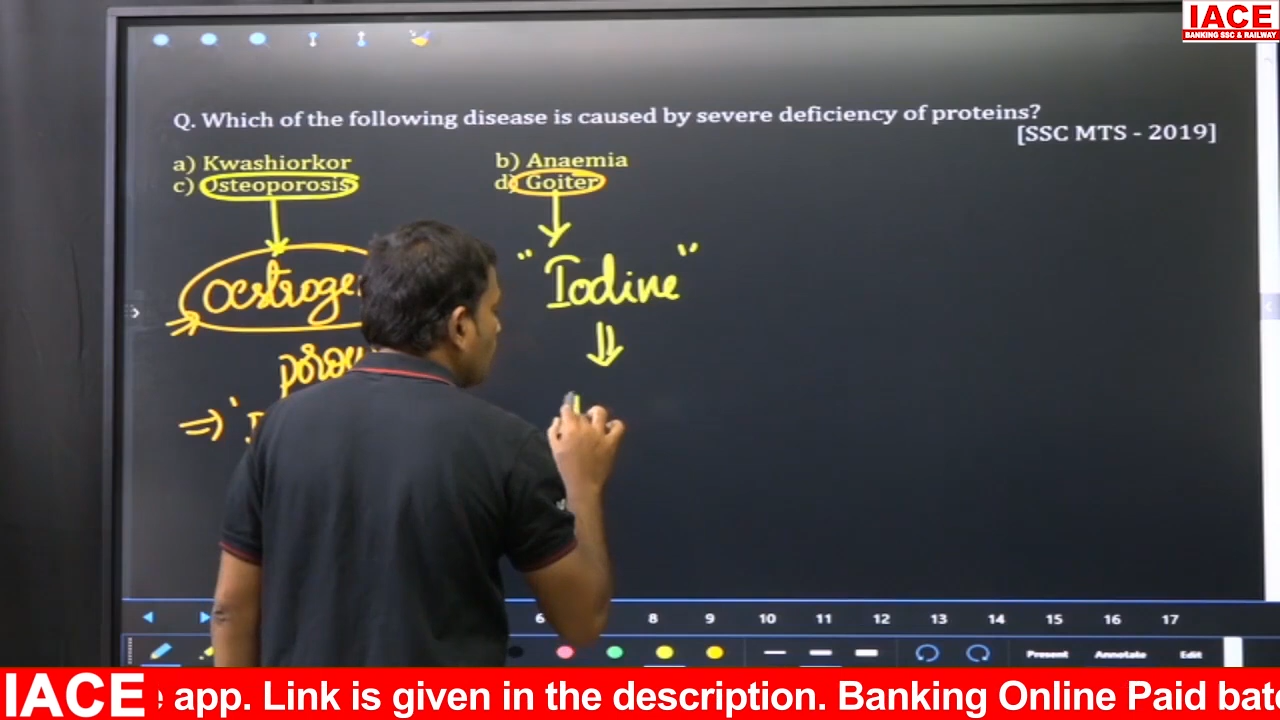 IACE
BANKING SSC & RAILWAY
Q. Which of the following disease is caused by severe deficiency of proteins?
[SSC MTS - 2019]
a) Kwashiorkor
b) Anaemia
c) Osteoporosis
d) Goiter
"Iodine"
6 8 9 10 11 12 13 14 15 16 17
Present Annotate Edit
IACE app. Link is given in the description. Banking Online Paid